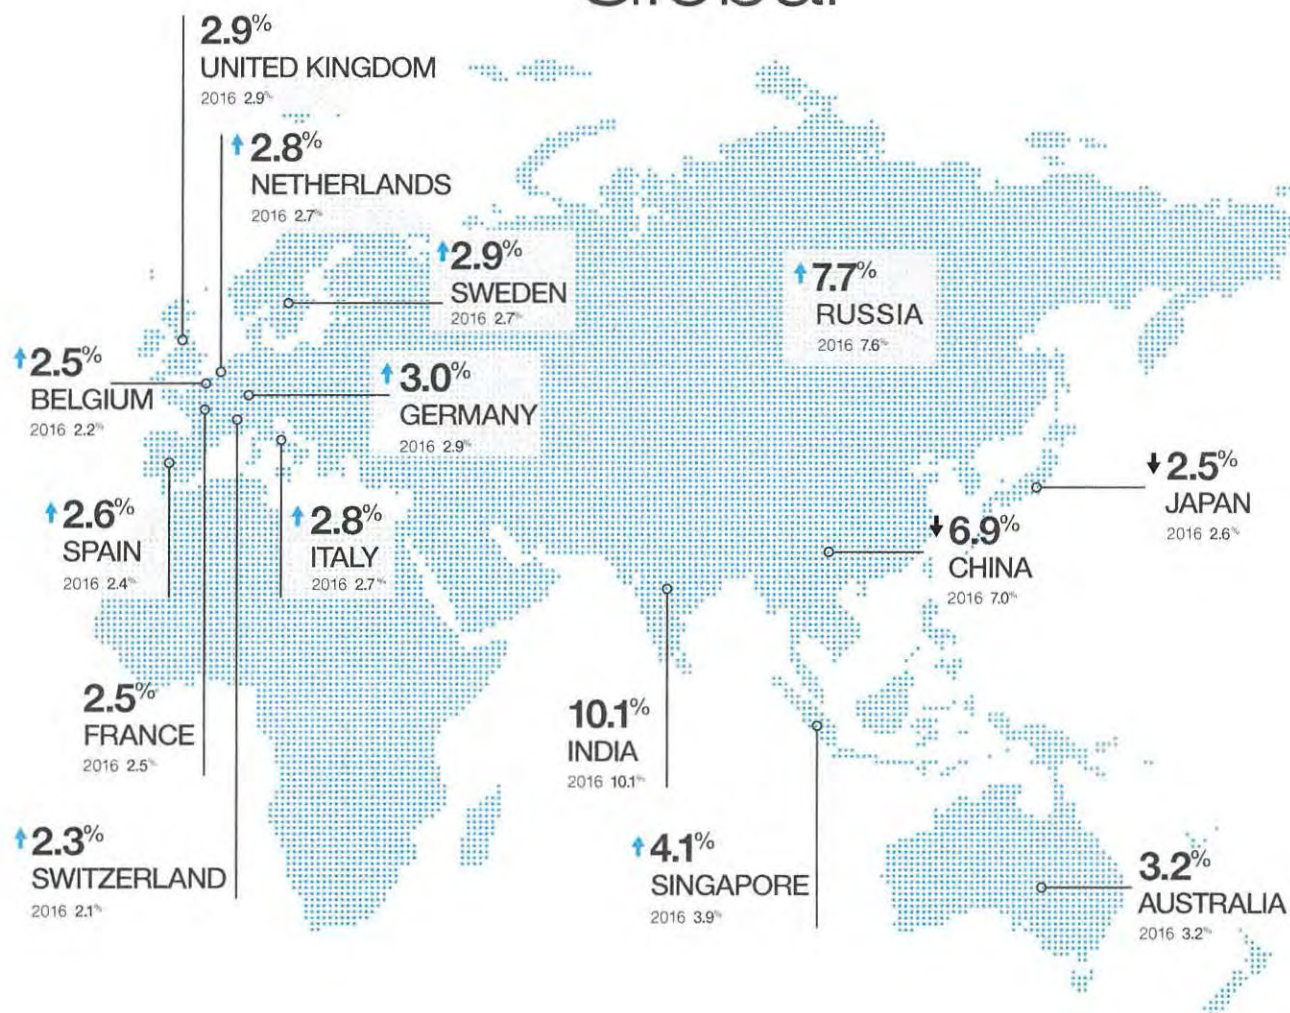 2.9%
UNITED KINGDOM
2016 2.9%
2.8%
NETHERLANDS
2016 2.7%
2.9%
SWEDEN
2016 2.7%
7.7%
RUSSIA
2016 7.6%
2.5%
BELGIUM
2016 2.2%
3.0%
GERMANY
2016 2.9%
2.5%
JAPAN
2016 2.6%
2.6%
SPAIN
2016 2.4%
2.8%
ITALY
2016 2.7%
6.9%
CHINA
2016 7.0%
2.5%
FRANCE
2016 2.5%
10.1%
INDIA
2016 10.1%
2.3%
SWITZERLAND
2016 2.1%
4.1%
SINGAPORE
2016 3.9%
3.2%
AUSTRALIA
2016 3.2%